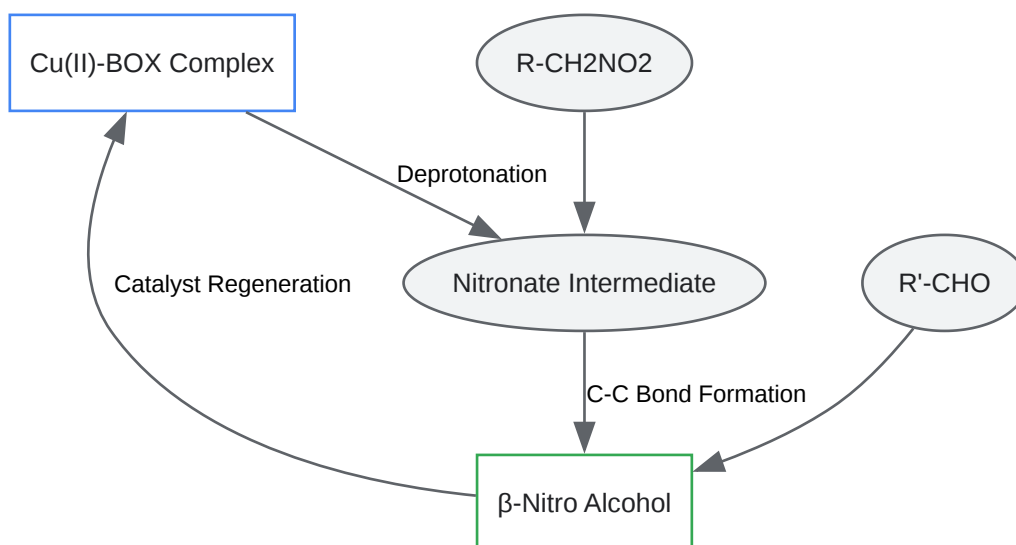 Cu(II)-BOX Complex
R-CH2NO2
Deprotonation
Catalyst Regeneration
Nitronate Intermediate
R'-CHO
C-C Bond Formation
β-Nitro Alcohol